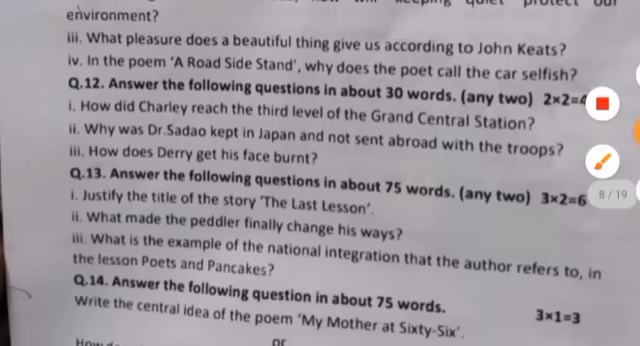 keeping quiet protect our
environment?
iii. What pleasure does a beautiful thing give us according to John Keats?
iv. In the poem 'A Road Side Stand', why does the poet call the car selfish?
Q.12. Answer the following questions in about 30 words. (any two) 2×2=4
i. How did Charley reach the third level of the Grand Central Station?
ii. Why was Dr.Sadao kept in Japan and not sent abroad with the troops?
iii. How does Derry get his face burnt?
Q.13. Answer the following questions in about 75 words. (any two) 3×2=6
8 / 19
i. Justify the title of the story 'The Last Lesson'.
ii. What made the peddler finally change his ways?
iii. What is the example of the national integration that the author refers to, in
the lesson Poets and Pancakes?
Q.14. Answer the following question in about 75 words. 3×1=3
Write the central idea of the poem 'My Mother at Sixty-Six'.
or